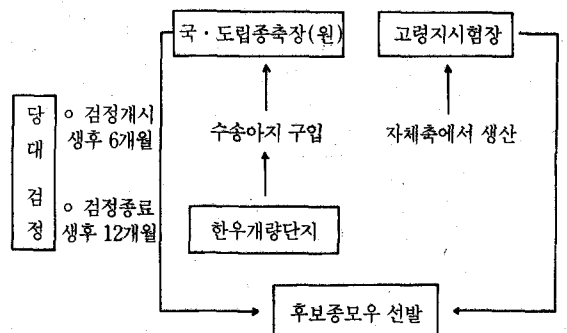 국·도립종축장(원)
고령지시험장
당대검정
o 검정개시
생후 6개월
수송아지 구입
자체축에서 생산
o 검정종료
생후 12개월
한우개량단지
후보종모우 선발